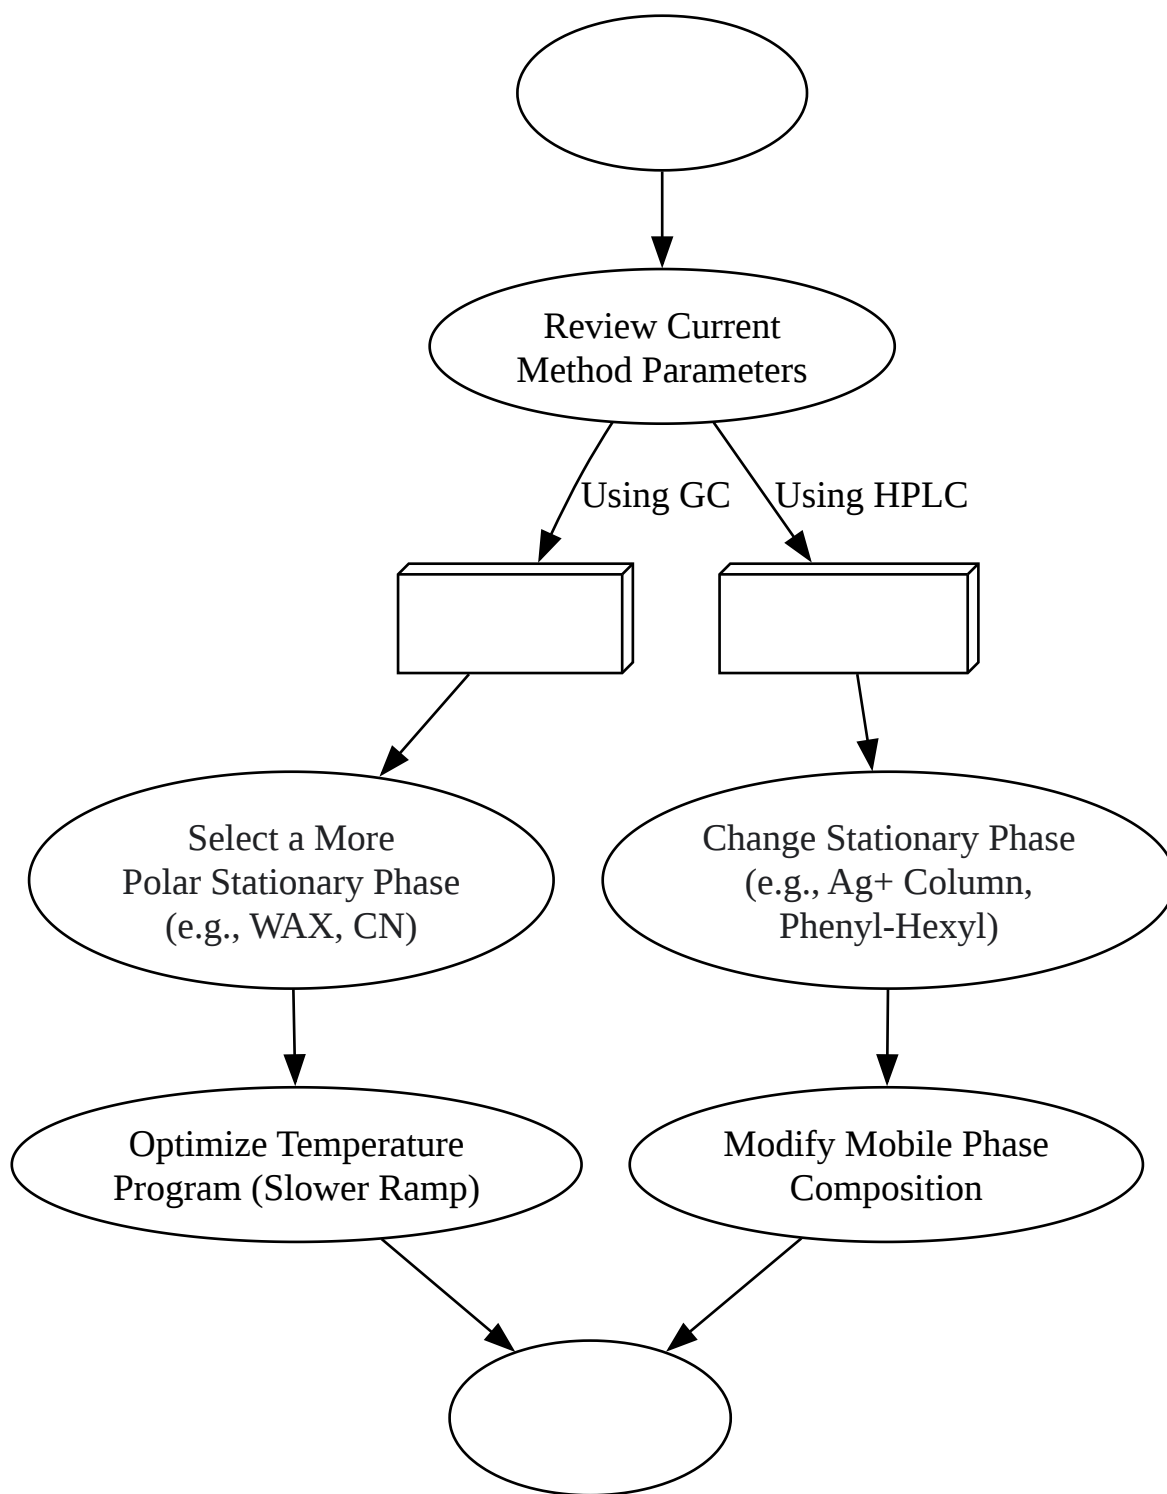 Review Current
Method Parameters
Using GC
Using HPLC
Select a More
Polar Stationary Phase
(e.g., WAX, CN)
Change Stationary Phase
(e.g., Ag+ Column,
Phenyl-Hexyl)
Optimize Temperature
Program (Slower Ramp)
Modify Mobile Phase
Composition